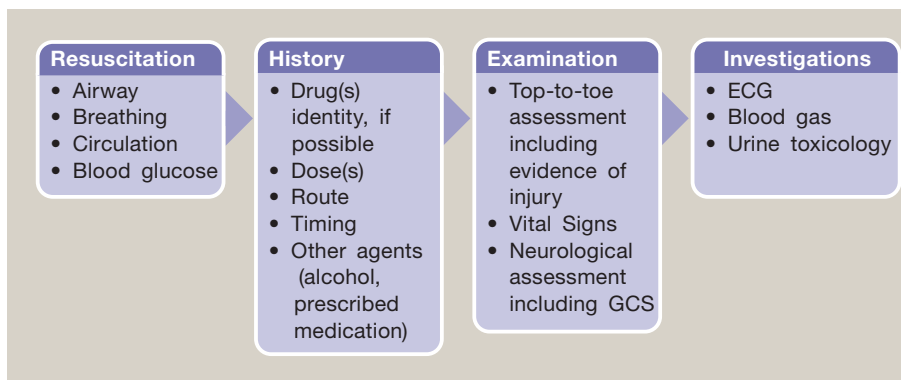 Resuscitation
• Airway
• Breathing
• Circulation
• Blood glucose
History
• Drug(s)
identity, if
possible
• Dose(s)
• Route
• Timing
• Other agents
(alcohol,
prescribed
medication)
Examination
• Top-to-toe
assessment
including
evidence of
injury
• Vital Signs
• Neurological
assessment
including GCS
Investigations
• ECG
• Blood gas
• Urine toxicology